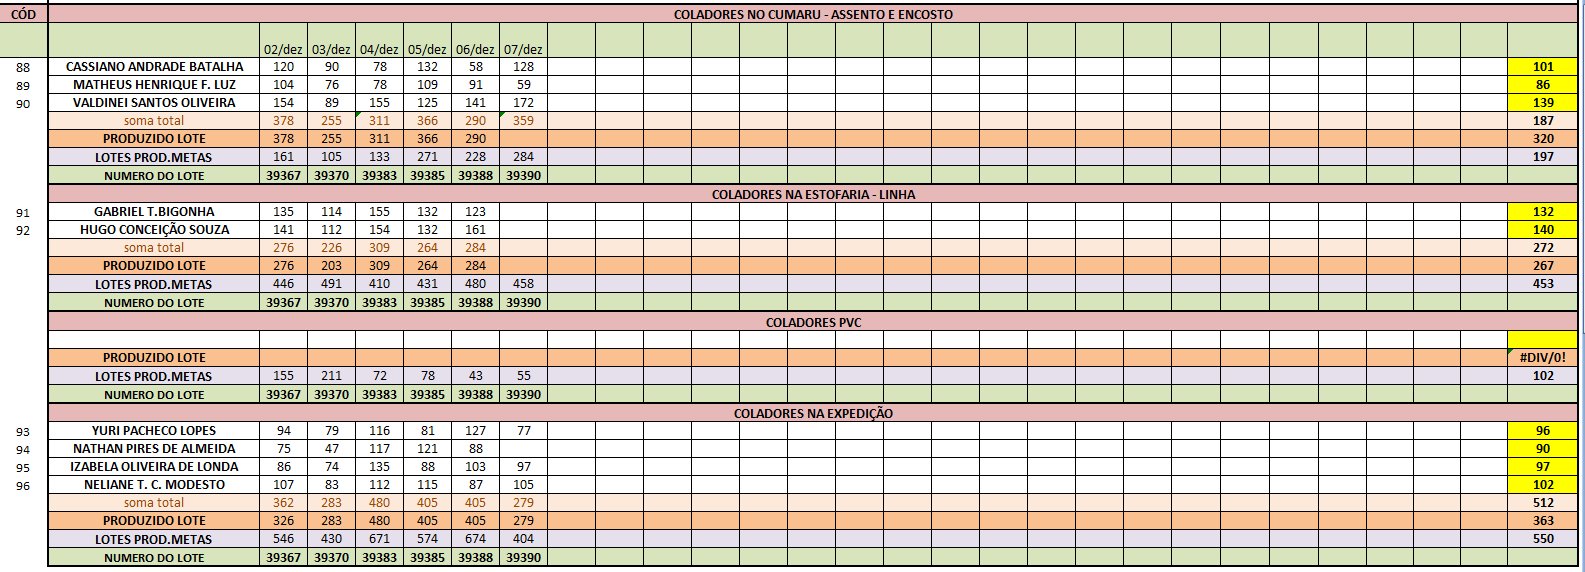 CÓD COLADORES NO CUMARU - ASSENTO E ENCOSTO
02/dez 03/dez 04/dez 05/dez 06/dez 07/dez
88 CASSIANO ANDRADE BATALHA 120 90 78 132 58 128 101
89 MATHEUS HENRIQUE F. LUZ 104 76 78 109 91 59 86
90 VALDINEI SANTOS OLIVEIRA 154 89 155 125 141 172 139
soma total 378 255 311 366 290 359 187
PRODUZIDO LOTE 378 255 311 366 290 320
LOTES PROD.METAS 161 105 133 271 228 284 197
NUMERO DO LOTE 39367 39370 39383 39385 39388 39390
COLADORES NA ESTOFARIA - LINHA
91 GABRIEL T.BIGONHA 135 114 155 132 123 132
92 HUGO CONCEIÇÃO SOUZA 141 112 154 132 161 140
soma total 276 226 309 264 284 272
PRODUZIDO LOTE 276 203 309 264 284 267
LOTES PROD.METAS 446 491 410 431 480 458 453
NUMERO DO LOTE 39367 39370 39383 39385 39388 39390
COLADORES PVC
PRODUZIDO LOTE #DIV/0!
LOTES PROD.METAS 155 211 72 78 43 55 102
NUMERO DO LOTE 39367 39370 39383 39385 39388 39390
COLADORES NA EXPEDIÇÃO
93 YURI PACHECO LOPES 94 79 116 81 127 77 96
94 NATHAN PIRES DE ALMEIDA 75 47 117 121 88 90
95 IZABELA OLIVEIRA DE LONDA 86 74 135 88 103 97 97
96 NELIANE T. C. MODESTO 107 83 112 115 87 105 102
soma total 362 283 480 405 405 279 512
PRODUZIDO LOTE 326 283 480 405 405 279 363
LOTES PROD.METAS 546 430 671 574 674 404 550
NUMERO DO LOTE 39367 39370 39383 39385 39388 39390